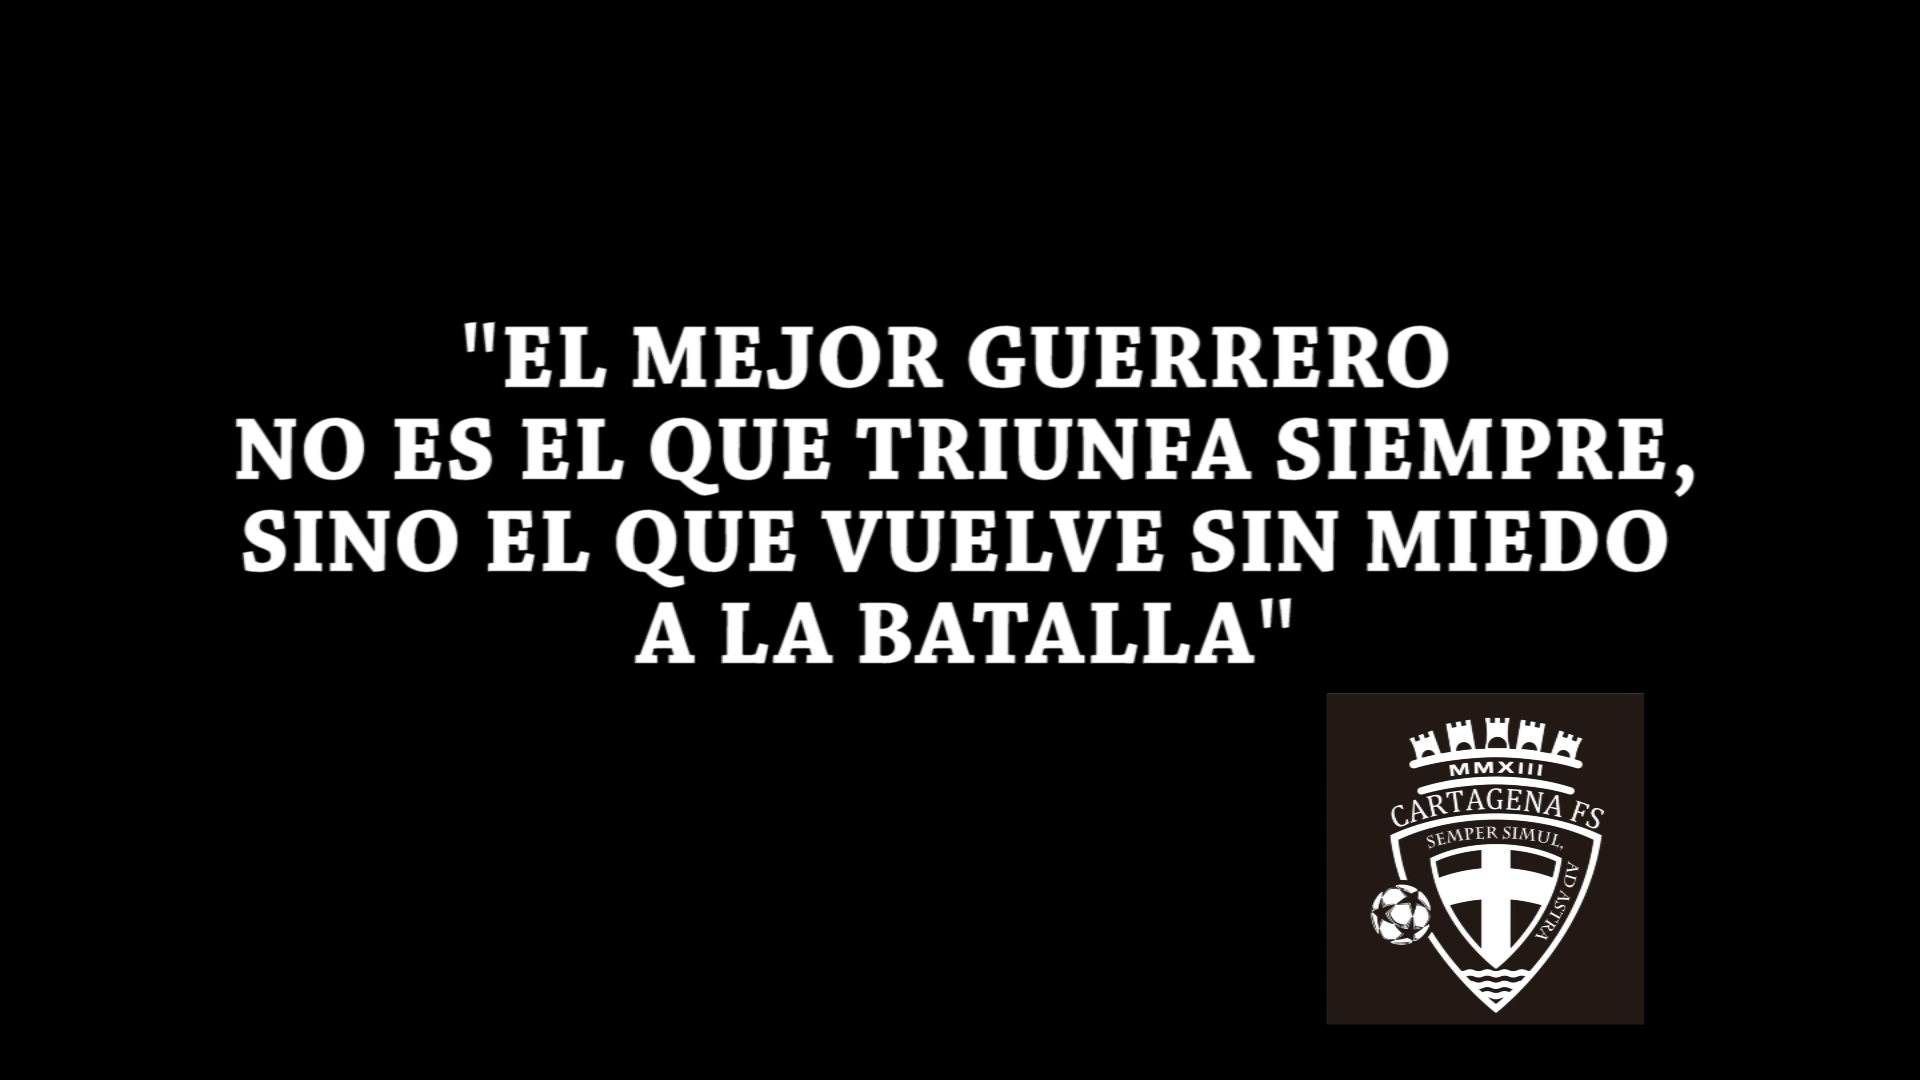 "EL MEJOR GUERRERO
NO ES EL QUE TRIUNFA SIEMPRE,
SINO EL QUE VUELVE SIN MIEDO
A LA BATALLA"
MMXIII
CARTAGENA FS
SEMPER SIMUL,
AD ASTRA